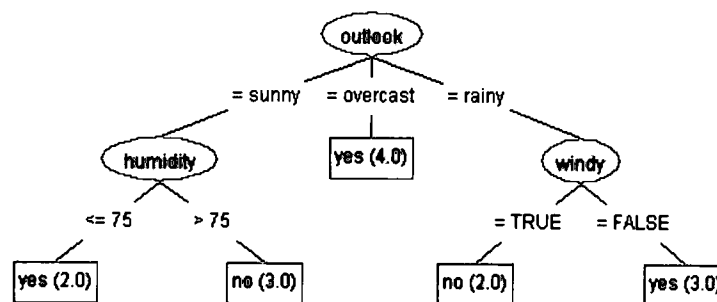 outlook
= sunny = overcast = rainy
humidity yes (4.0) windy
<= 75 > 75 = TRUE = FALSE
yes (2.0) no (3.0) no (2.0) yes (3.0)